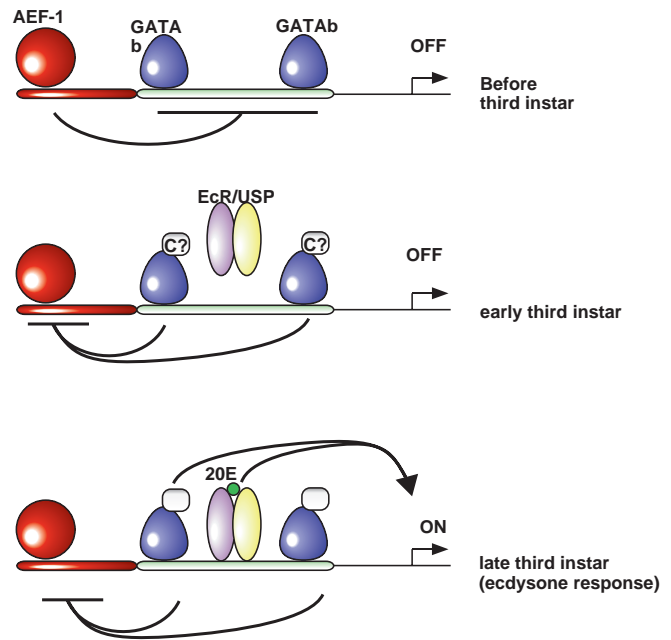 AEF-1
GATA
b
GATAb
OFF
Before
third instar
EcR/USP
C?
C?
OFF
early third instar
20E
ON
late third instar
(ecdysone response)